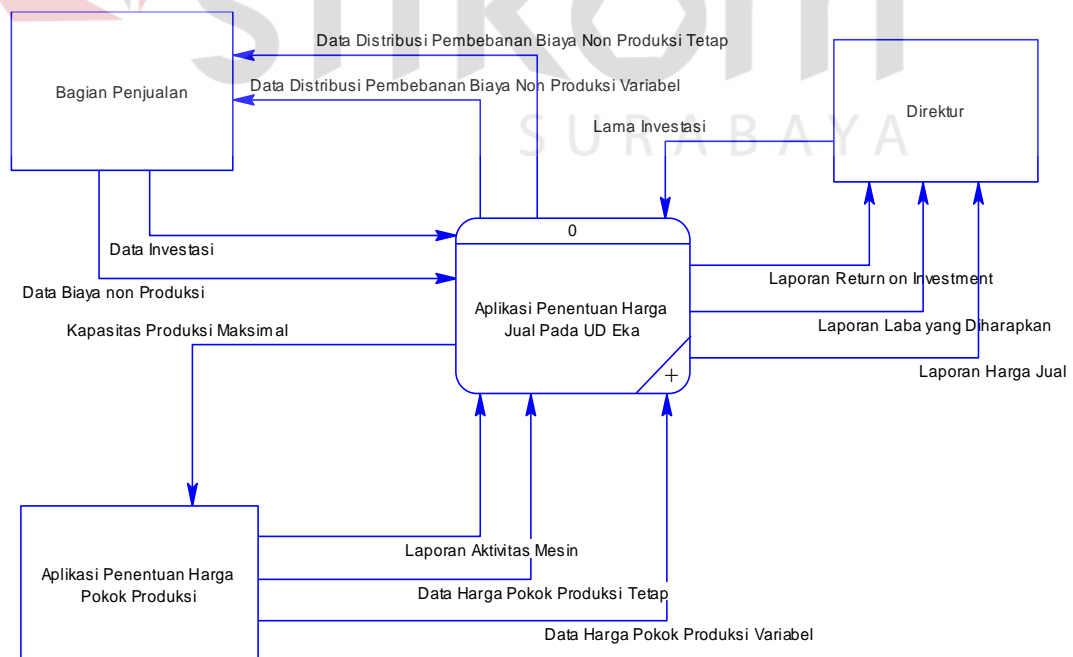 stikom
SURABAYA
Data Distribusi Pembebanan Biaya Non Produksi Tetap
Bagian Penjualan
Data Distribusi Pembebanan Biaya Non Produksi Variabel
Direktur
Lama Investasi
0
Data Investasi
Data Biaya non Produksi
Aplikasi Penentuan Harga
Jual Pada UD Eka
+
Laporan Return on Investment
Laporan Laba yang Diharapkan
Laporan Harga Jual
Kapasitas Produksi Maksimal
Laporan Aktivitas Mesin
Aplikasi Penentuan Harga
Pokok Produksi
Data Harga Pokok Produksi Tetap
Data Harga Pokok Produksi Variabel